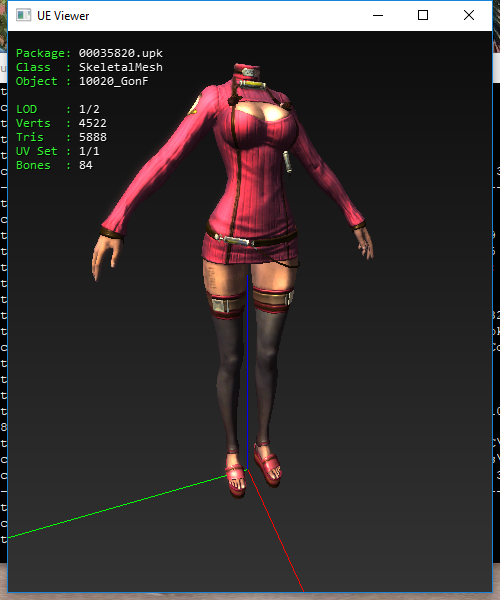 UE Viewer
Package: 00035820.upk
Class : SkeletalMesh
Object : 10020_GonF
LOD : 1/2
Verts : 4522
Tris : 5888
UV Set : 1/1
Bones : 84